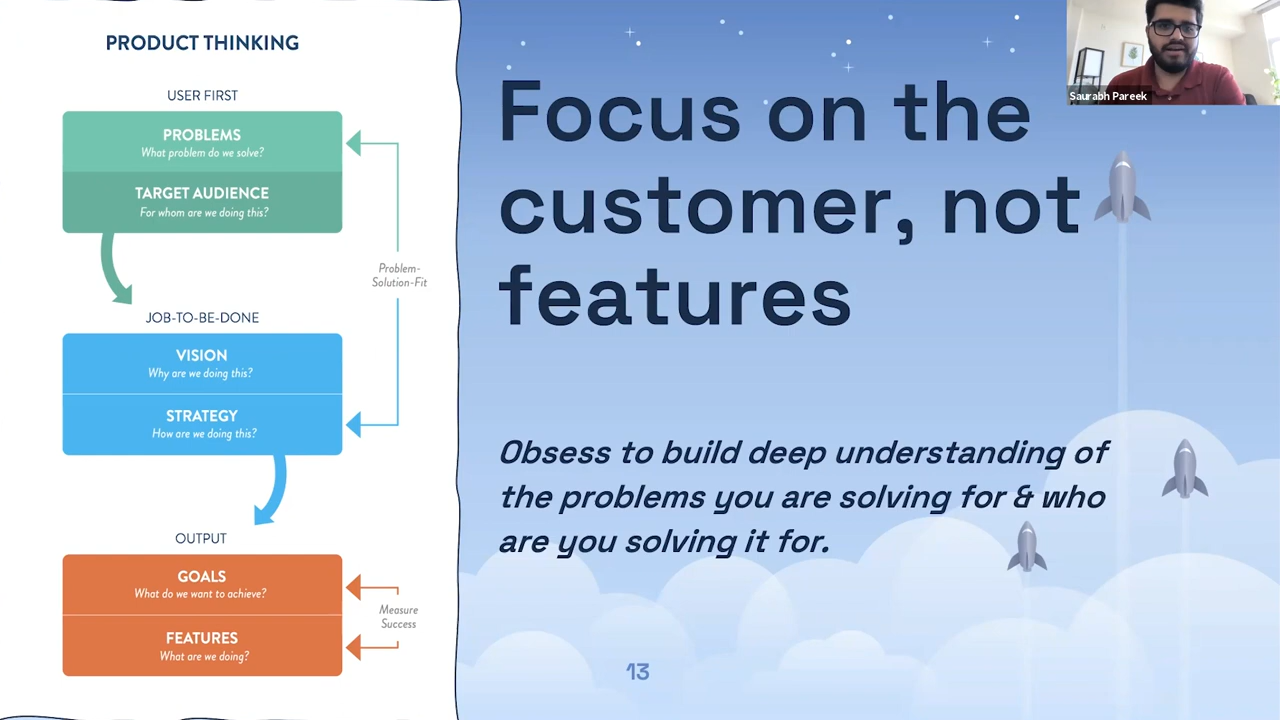 PRODUCT THINKING
USER FIRST
PROBLEMS
What problem do we solve?
TARGET AUDIENCE
For whom are we doing this?
Problem-
Solution-Fit
JOB-TO-BE-DONE
VISION
Why are we doing this?
STRATEGY
How are we doing this?
OUTPUT
GOALS
What do we want to achieve?
Measure
Success
FEATURES
What are we doing?
Focus on the
customer, not
features
Obsess to build deep understanding of
the problems you are solving for & who
are you solving it for.
13
Saurabh Pareek